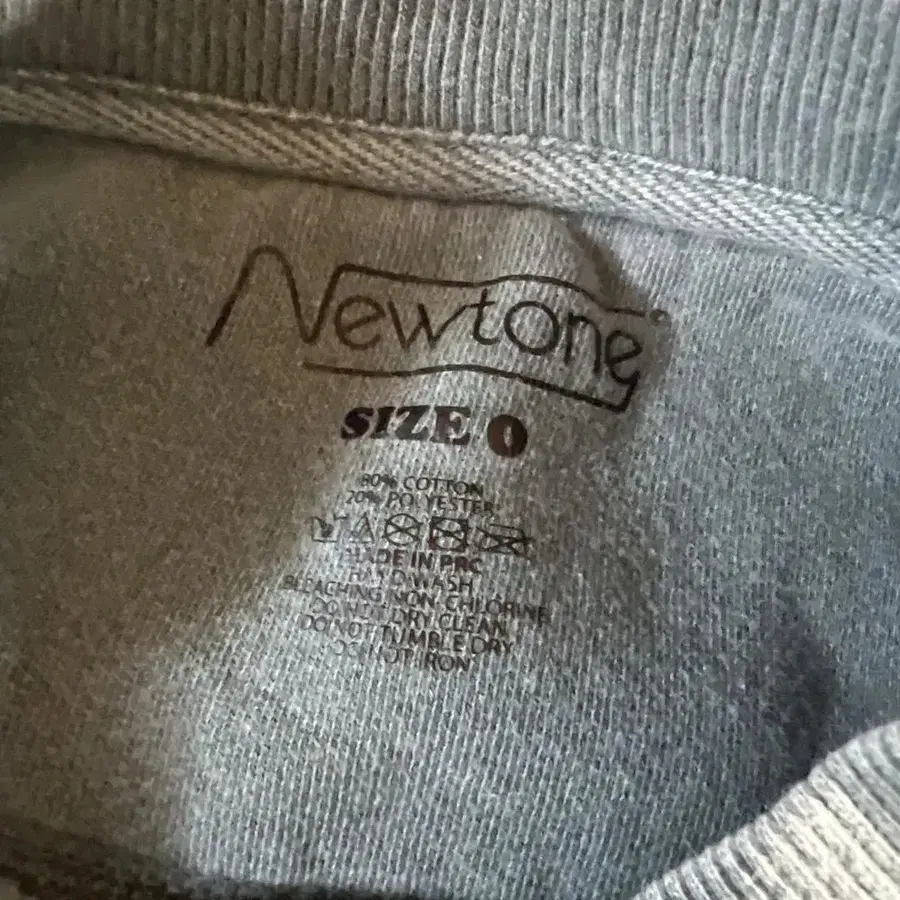 Newtone
SIZE 0
80% COTTON
20% POLYESTER
MADE IN PRC
HAND WASH
BLEACHING NON CHLORINE
DO NOT DRY CLEAN
DO NOT TUMBLE DRY
DO NOT IRON